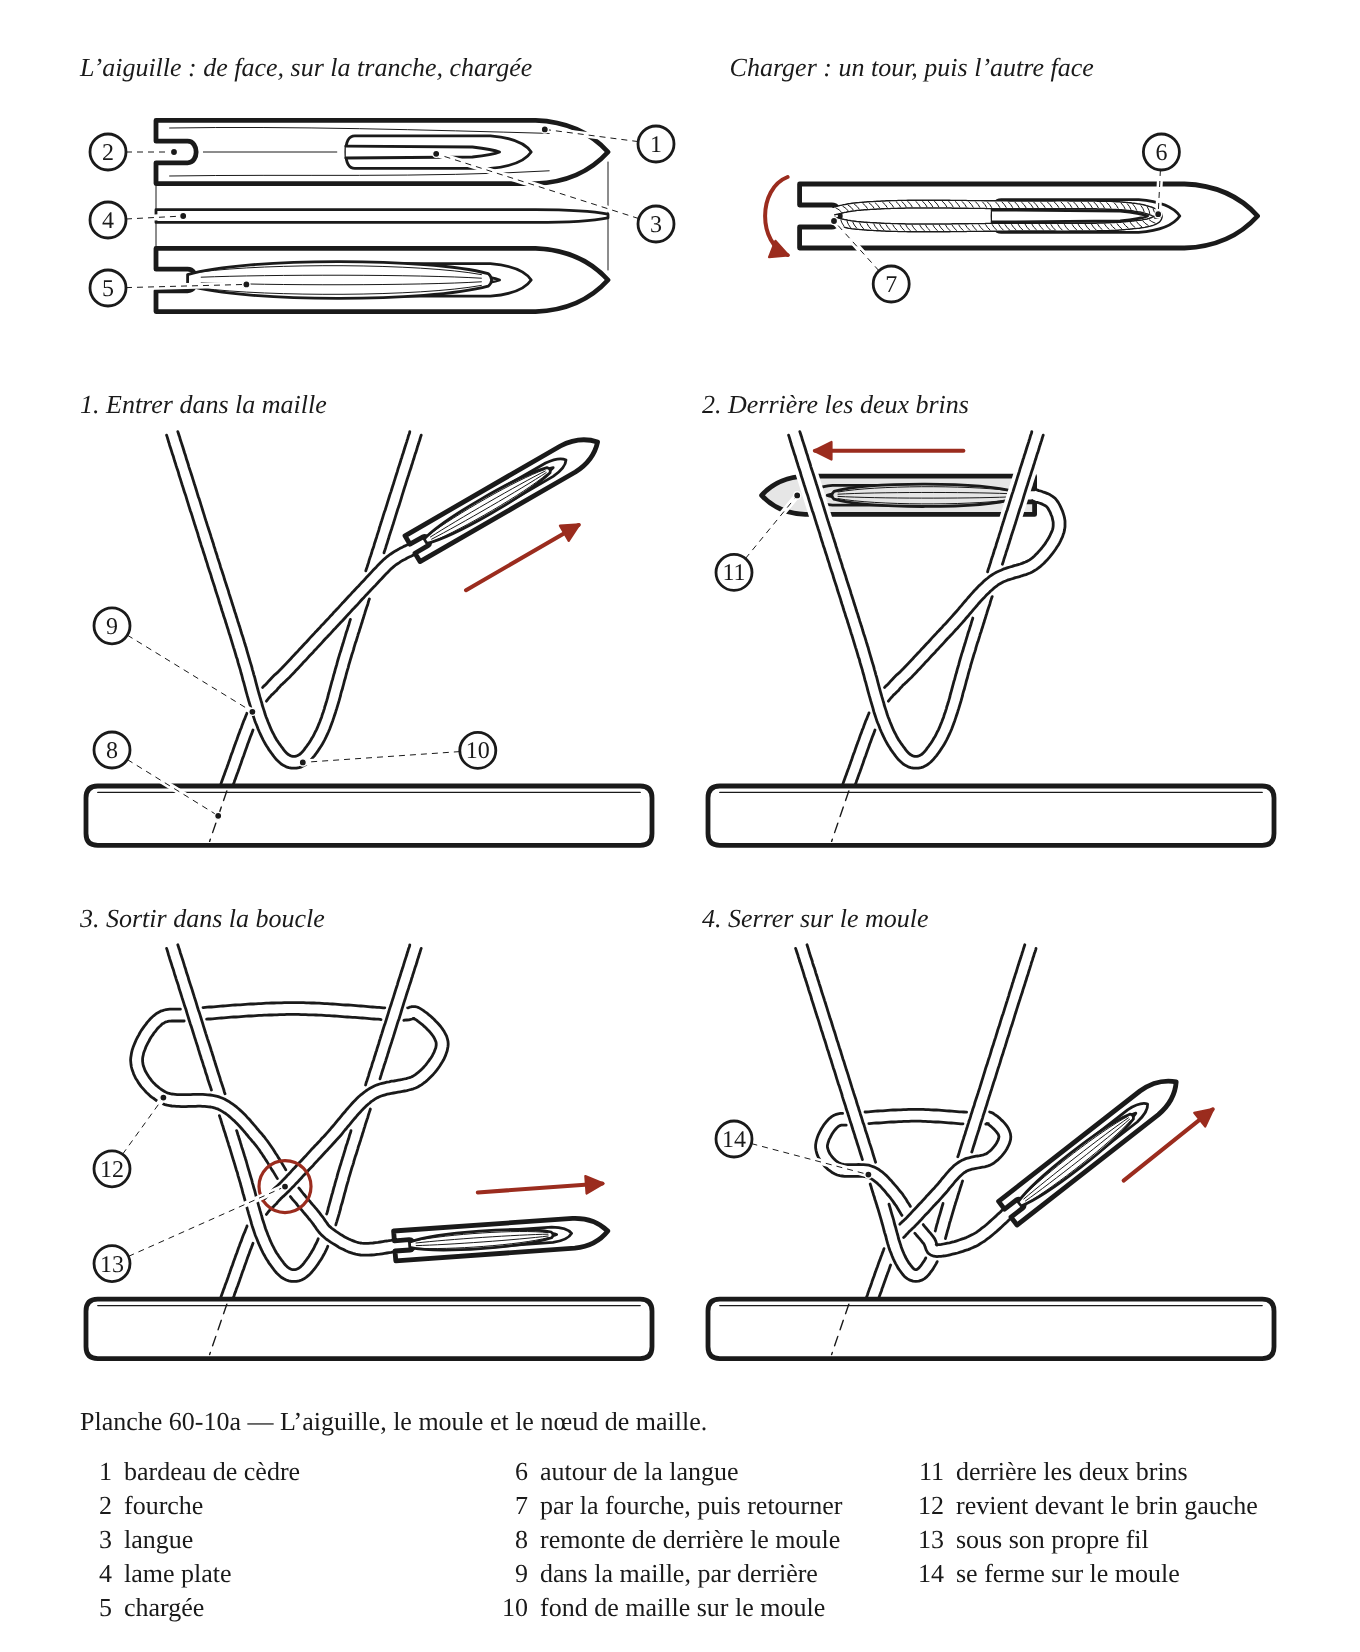 L’aiguille : de face, sur la tranche, chargée
Charger : un tour, puis l’autre face
1
2
3
4
5
6
7
1. Entrer dans la maille
2. Derrière les deux brins
9
8
10
11
3. Sortir dans la boucle
4. Serrer sur le moule
12
13
14
Planche 60-10a — L’aiguille, le moule et le nœud de maille.
1 bardeau de cèdre
2 fourche
3 langue
4 lame plate
5 chargée
6 autour de la langue
7 par la fourche, puis retourner
8 remonte de derrière le moule
9 dans la maille, par derrière
10 fond de maille sur le moule
11 derrière les deux brins
12 revient devant le brin gauche
13 sous son propre fil
14 se ferme sur le moule